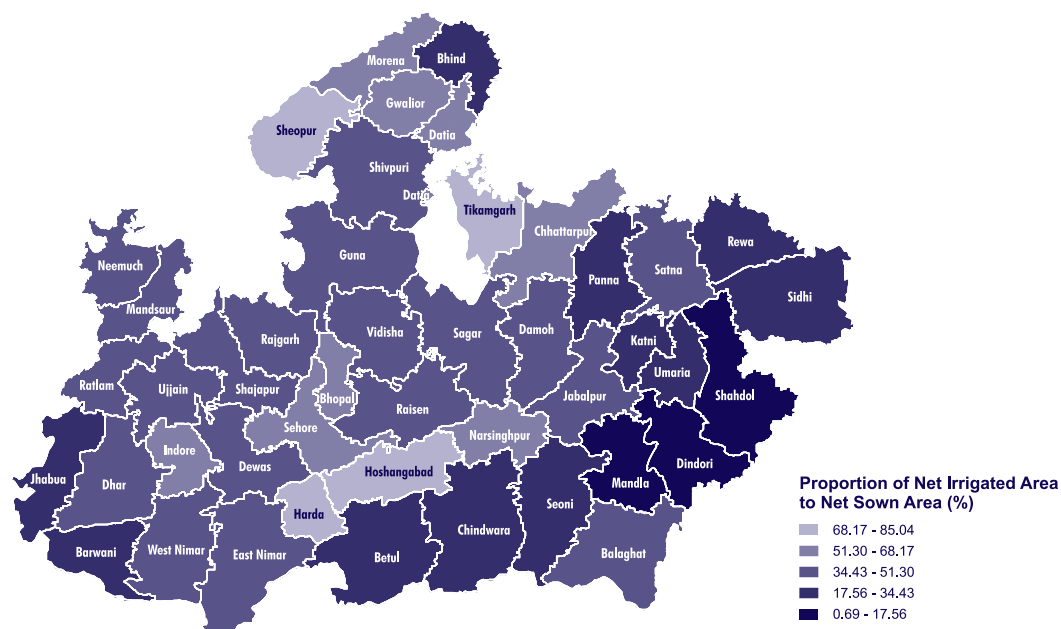 Morena
Bhind
Gwalior
Sheopur
Datia
Shivpuri
Datia
Tikamgarh
Chhattarpur
Rewa
Guna
Panna
Satna
Neemuch
Sidhi
Mandsaur
Rajgarh
Vidisha
Sagar
Damoh
Katni
Umaria
Ratlam
Ujjain
Shajapur
Bhopal
Raisen
Jabalpur
Shahdol
Sehore
Narsinghpur
Indore
Dewas
Hoshangabad
Jhabua
Dhar
Mandla
Dindori
Harda
Seoni
Chindwara
Barwani
West Nimar
East Nimar
Betul
Balaghat
Proportion of Net Irrigated Area
to Net Sown Area (%)
68.17 - 85.04
51.30 - 68.17
34.43 - 51.30
17.56 - 34.43
0.69 - 17.56